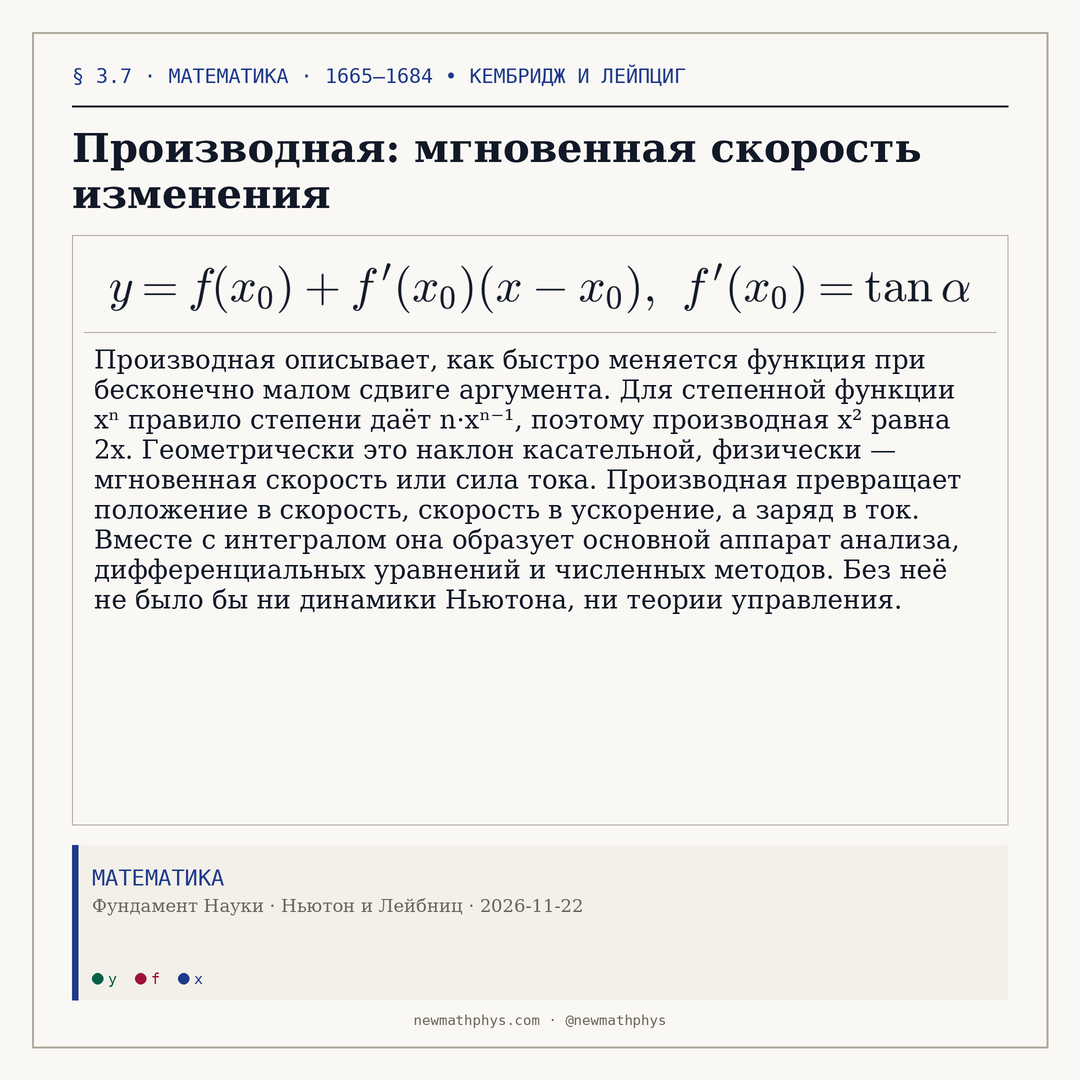 § 3.7 · МАТЕМАТИКА · 1665–1684 • КЕМБРИДЖ И ЛЕЙПЦИГ
Производная: мгновенная скорость
изменения
y = f(x₀) + f′(x₀)(x − x₀), f′(x₀) = tan α
Производная описывает, как быстро меняется функция при
бесконечно малом сдвиге аргумента. Для степенной функции
xⁿ правило степени даёт n·xⁿ⁻¹, поэтому производная x² равна
2x. Геометрически это наклон касательной, физически —
мгновенная скорость или сила тока. Производная превращает
положение в скорость, скорость в ускорение, а заряд в ток.
Вместе с интегралом она образует основной аппарат анализа,
дифференциальных уравнений и численных методов. Без неё
не было бы ни динамики Ньютона, ни теории управления.
МАТЕМАТИКА
Фундамент Науки · Ньютон и Лейбниц · 2026-11-22
y f x
newmathphys.com · @newmathphys